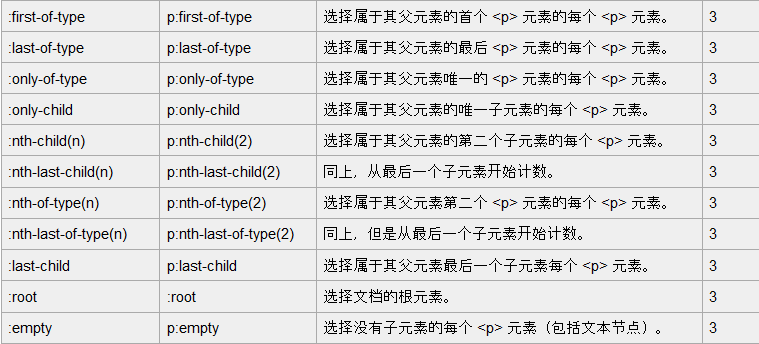 :first-of-type p:first-of-type 选择属于其父元素的首个 <p> 元素的每个 <p> 元素。 3
:last-of-type p:last-of-type 选择属于其父元素的最后 <p> 元素的每个 <p> 元素。 3
:only-of-type p:only-of-type 选择属于其父元素唯一的 <p> 元素的每个 <p> 元素。 3
:only-child p:only-child 选择属于其父元素的唯一子元素的每个 <p> 元素。 3
:nth-child(n) p:nth-child(2) 选择属于其父元素的第二个子元素的每个 <p> 元素。 3
:nth-last-child(n) p:nth-last-child(2) 同上，从最后一个子元素开始计数。 3
:nth-of-type(n) p:nth-of-type(2) 选择属于其父元素第二个 <p> 元素的每个 <p> 元素。 3
:nth-last-of-type(n) p:nth-last-of-type(2) 同上，但是从最后一个子元素开始计数。 3
:last-child p:last-child 选择属于其父元素最后一个子元素每个 <p> 元素。 3
:root :root 选择文档的根元素。 3
:empty p:empty 选择没有子元素的每个 <p> 元素（包括文本节点）。 3